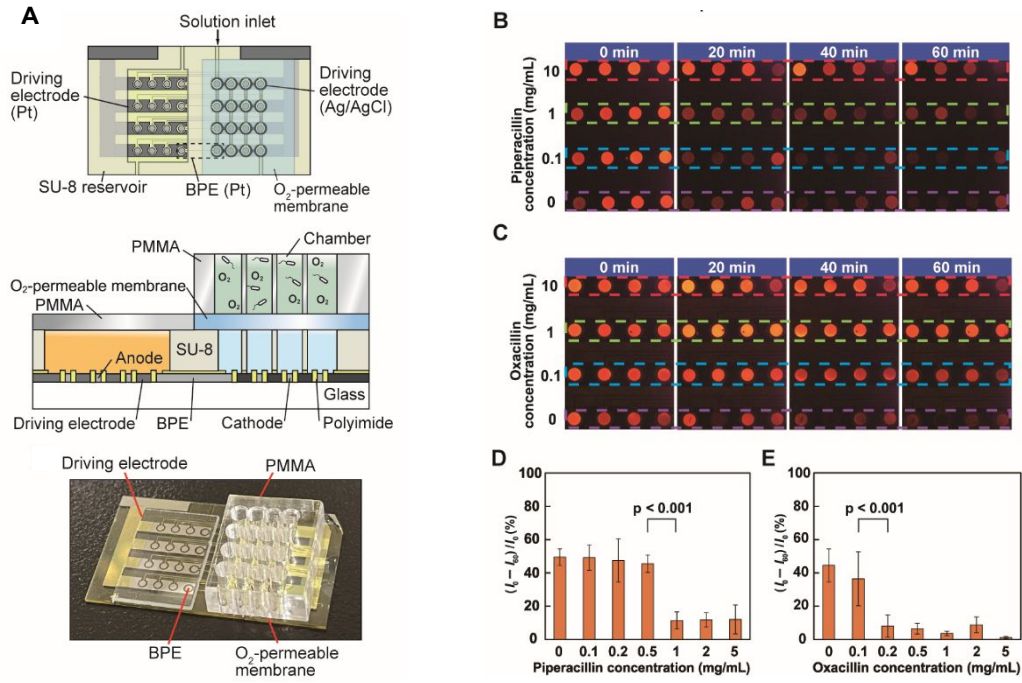 A
Solution inlet
Driving
electrode
(Pt)
Driving
electrode
(Ag/AgCl)
SU-8 reservoir
BPE (Pt)
O₂-permeable
membrane
PMMA
Chamber
O₂ O₂
O₂ O₂
O₂-permeable membrane
PMMA
SU-8
Anode
Glass
Driving electrode
BPE
Cathode
Polyimide
Driving electrode
PMMA
BPE
O₂-permeable
membrane
B
0 min 20 min 40 min 60 min
Piperacillin
concentration (mg/mL)
10
1
0.1
0
C
0 min 20 min 40 min 60 min
Oxacillin
concentration (mg/mL)
10
1
0.1
0
D
(I₀ – I₆₀) / I₀ (%)
100
80
60
40
20
0
p < 0.001
0 0.1 0.2 0.5 1 2 5
Piperacillin concentration (mg/mL)
E
(I₀ – I₆₀) / I₀ (%)
100
80
60
40
20
0
p < 0.001
0 0.1 0.2 0.5 1 2 5
Oxacillin concentration (mg/mL)